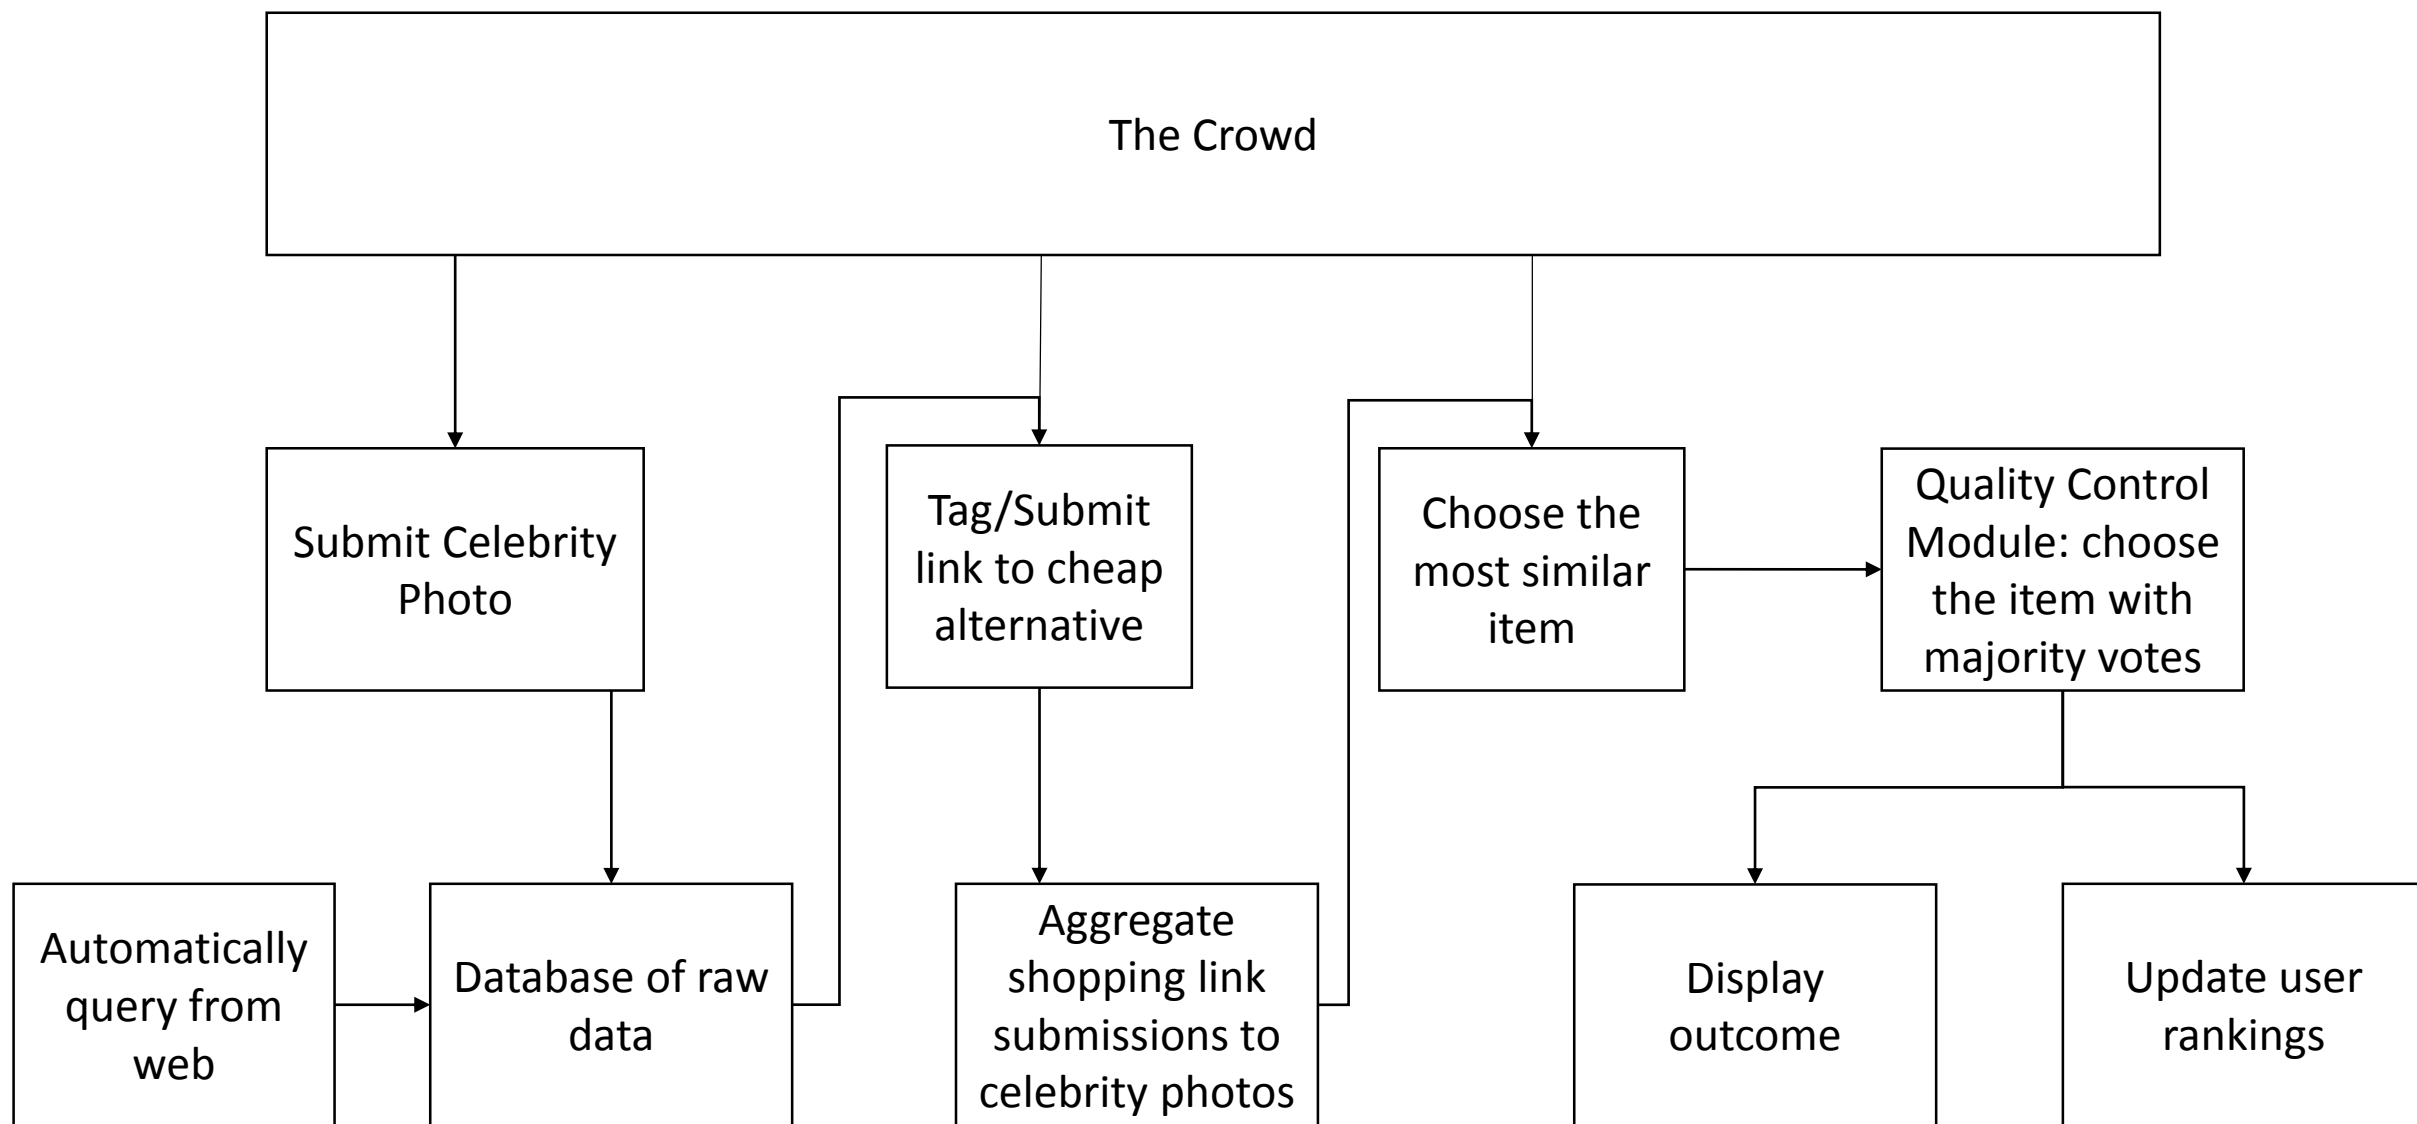 The Crowd
Submit Celebrity
Photo
Tag/Submit
link to cheap
alternative
Choose the
most similar
item
Quality Control
Module: choose
the item with
majority votes
Automatically
query from
web
Database of raw
data
Aggregate
shopping link
submissions to
celebrity photos
Display
outcome
Update user
rankings